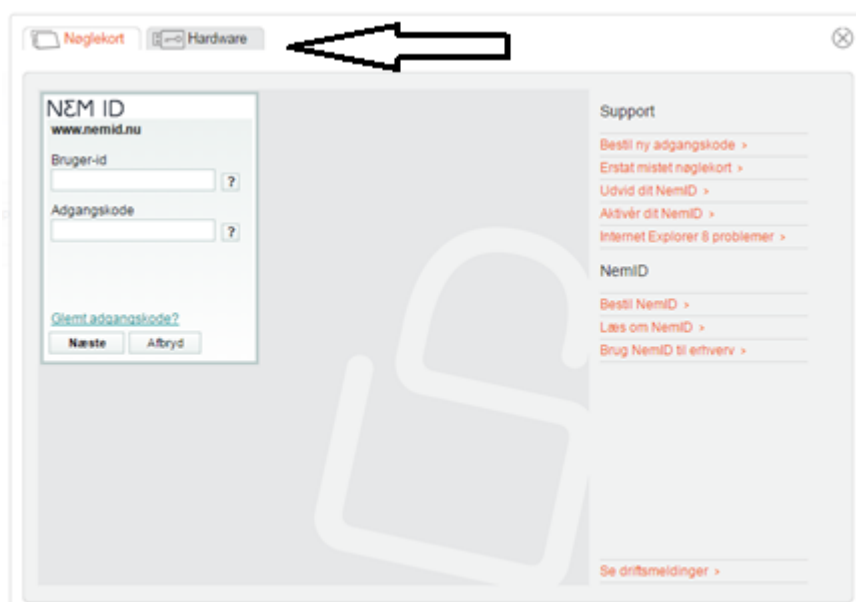 Nøglekort
Hardware
NEM ID
www.nemid.nu
Bruger-id
?
Adgangskode
?
Glemt adgangskode?
Næste
Afbryd
Support
Bestil ny adgangskode >
Erstat mistet nøglekort >
Udvid dit NemID >
Aktivér dit NemID >
Internet Explorer 8 problemer >
NemID
Bestil NemID >
Læs om NemID >
Brug NemID til erhverv >
Se driftsmeldinger >